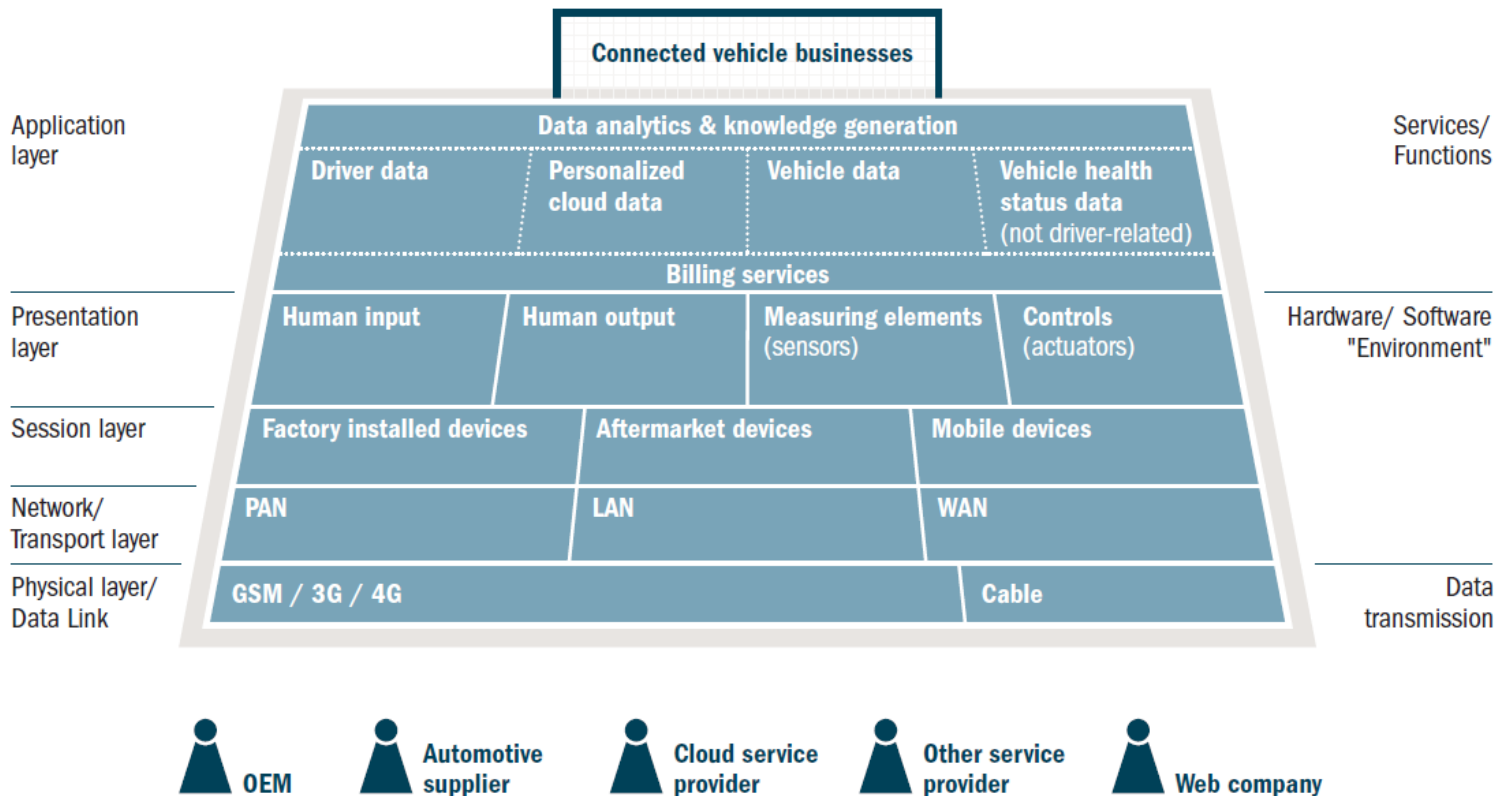 Connected vehicle businesses
Application
layer
Data analytics & knowledge generation
Services/
Functions
Driver data
Personalized
cloud data
Vehicle data
Vehicle health
status data
(not driver-related)
Billing services
Presentation
layer
Human input
Human output
Measuring elements
(sensors)
Controls
(actuators)
Hardware/ Software
"Environment"
Session layer
Factory installed devices
Aftermarket devices
Mobile devices
Network/
Transport layer
PAN
LAN
WAN
Physical layer/
Data Link
GSM / 3G / 4G
Cable
Data
transmission
OEM
Automotive
supplier
Cloud service
provider
Other service
provider
Web company